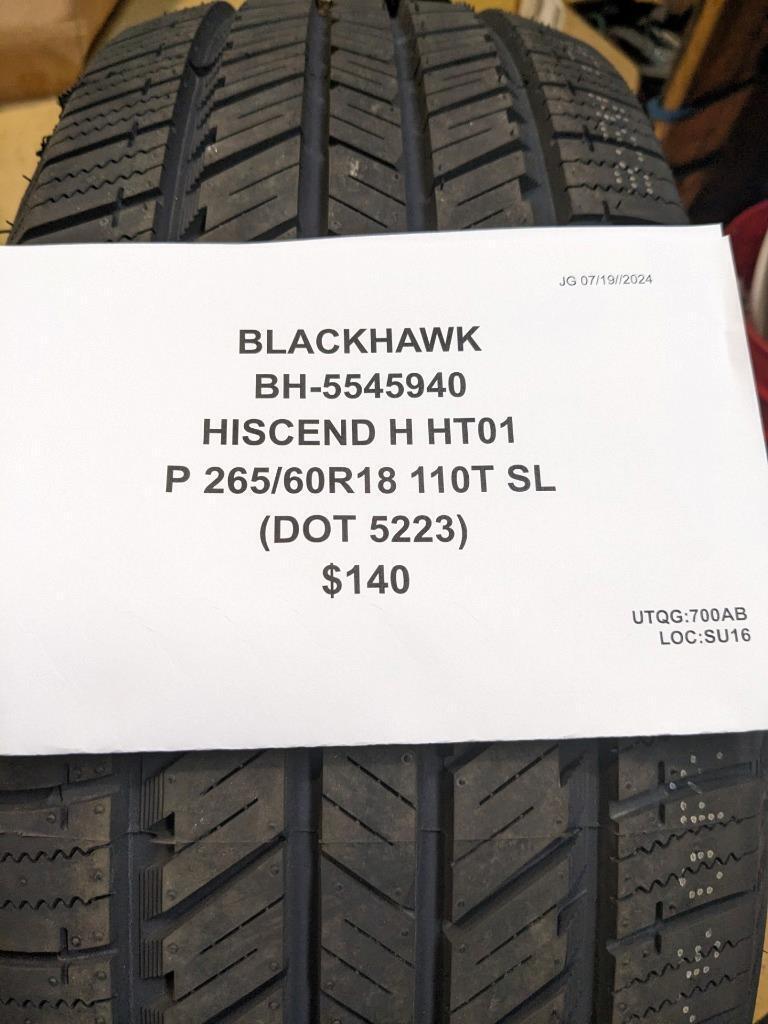 JG 07/19//2024
BLACKHAWK
BH-5545940
HISCEND H HT01
P 265/60R18 110T SL
(DOT 5223)
$140
UTQG:700AB
LOC:SU16